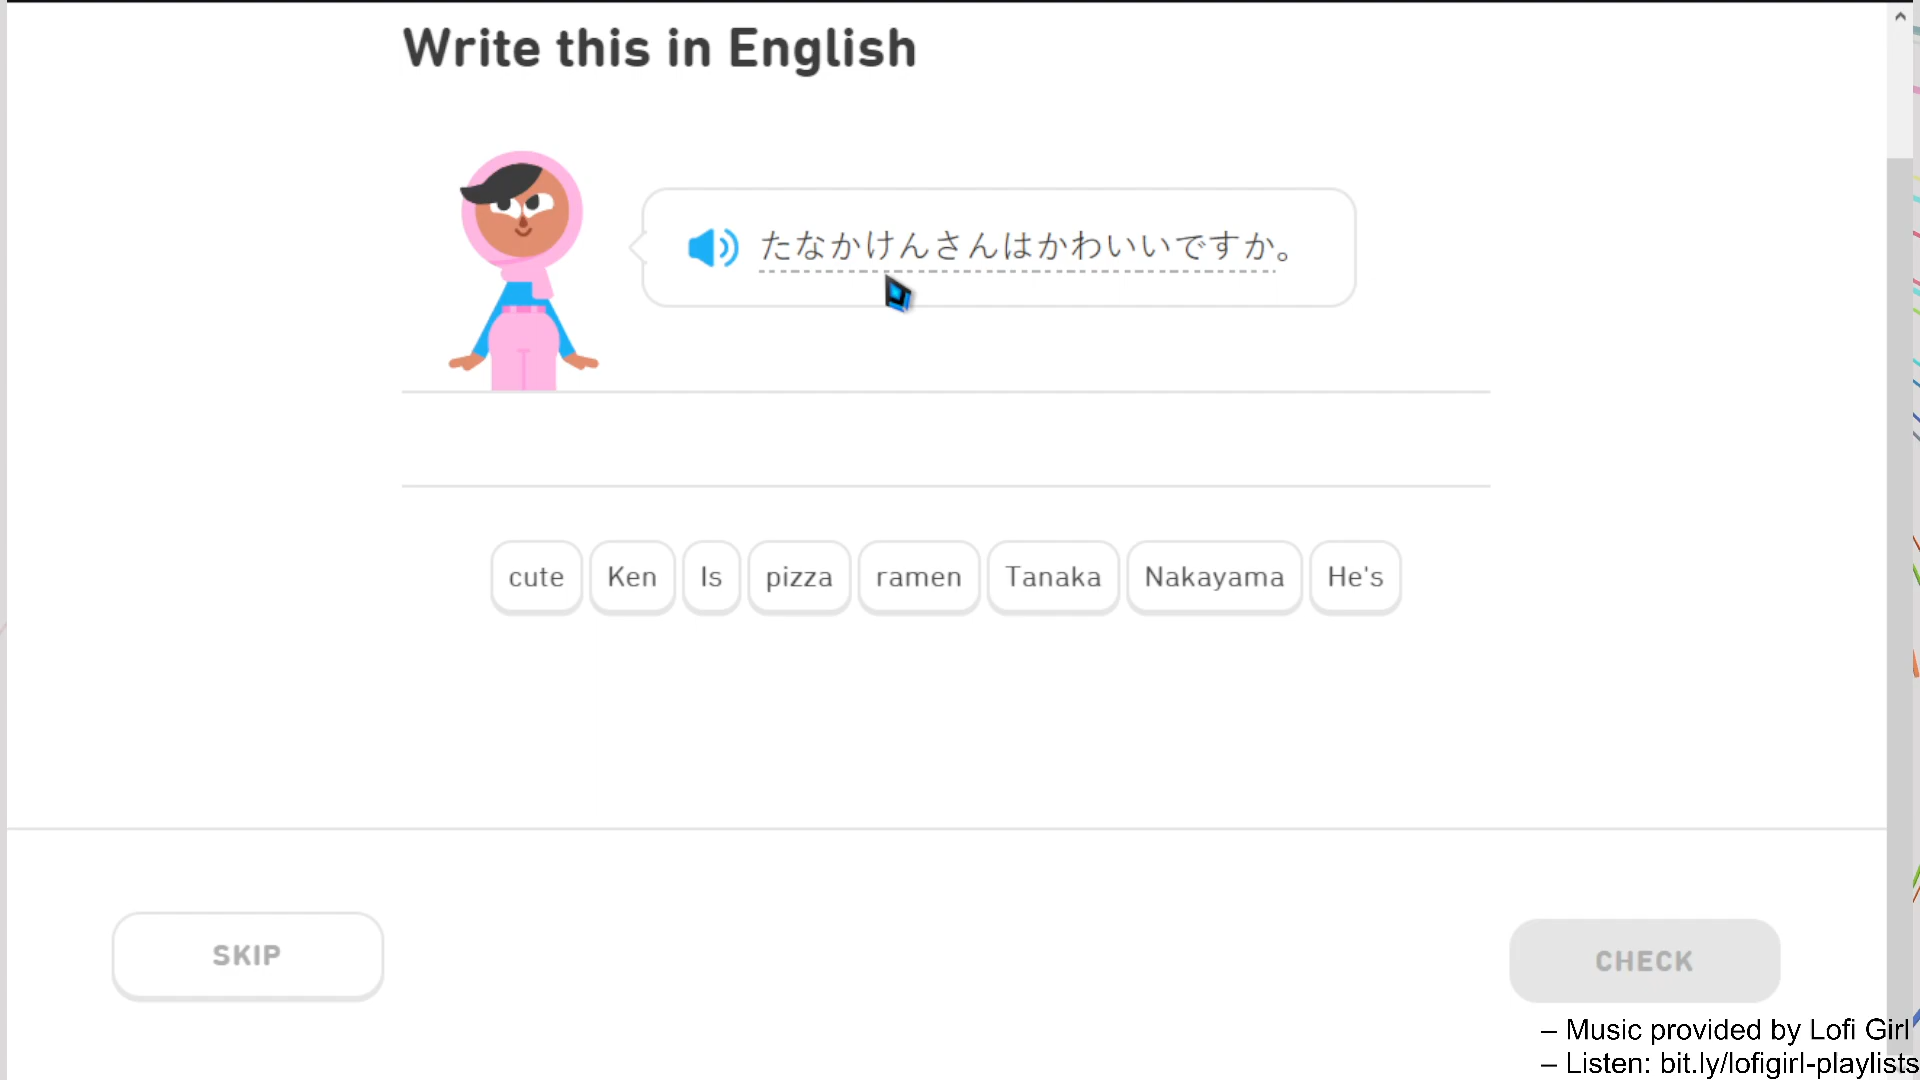 Write this in English
たなかけんさんはかわいいですか。
cute Ken Is pizza ramen Tanaka Nakayama He's
SKIP
CHECK
– Music provided by Lofi Girl
– Listen: bit.ly/lofigirl-playlists